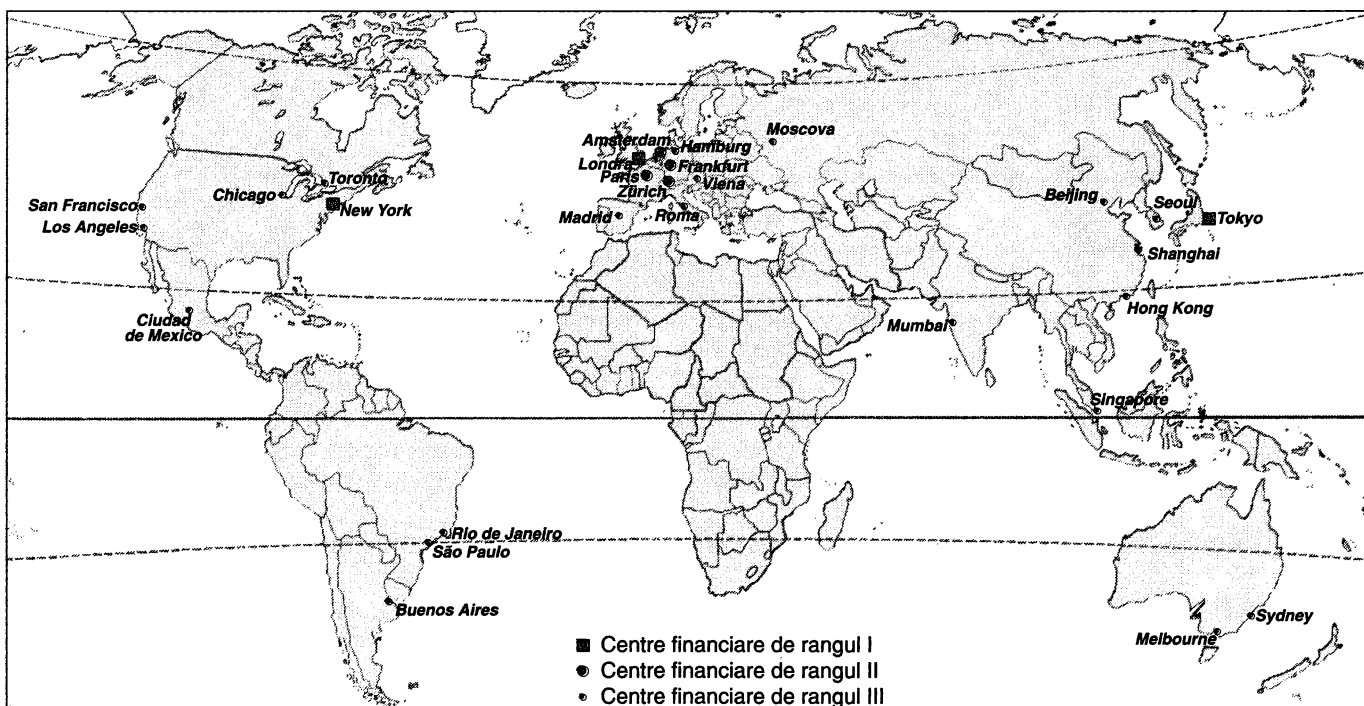 Moscova
Amsterdam
Hamburg
Londra
Frankfurt
Paris
Viena
Zürich
Toronto
Chicago
San Francisco
New York
Los Angeles
Madrid
Roma
Beijing
Seoul
Tokyo
Shanghai
Hong Kong
Ciudad
de Mexico
Mumbai
Singapore
Rio de Janeiro
São Paulo
Buenos Aires
Sydney
Melbourne
Centre financiare de rangul I
Centre financiare de rangul II
Centre financiare de rangul III